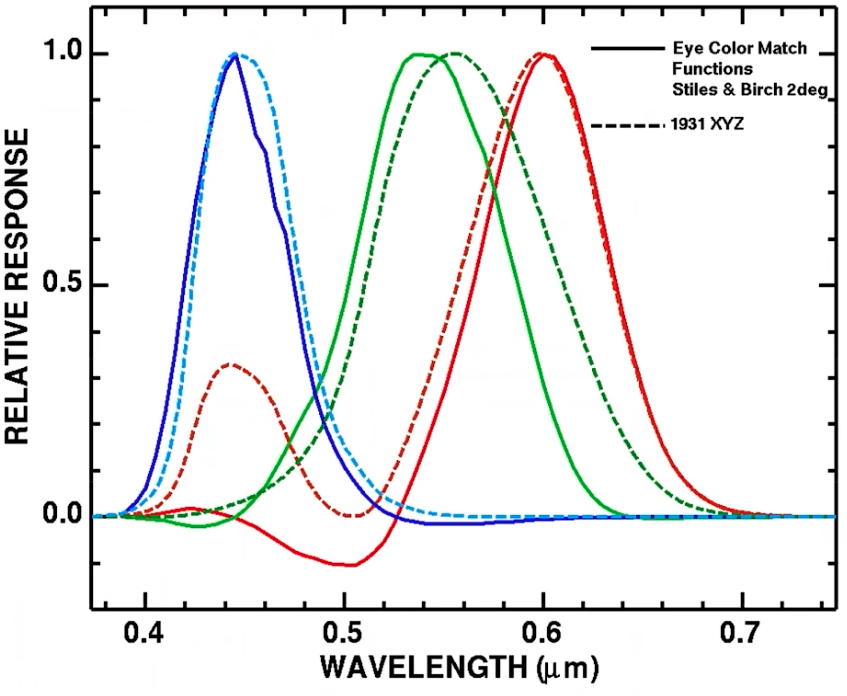 1.0
0.5
0.0
RELATIVE RESPONSE
Eye Color Match
Functions
Stiles & Birch 2deg
1931 XYZ
0.4 0.5 0.6 0.7
WAVELENGTH (μm)